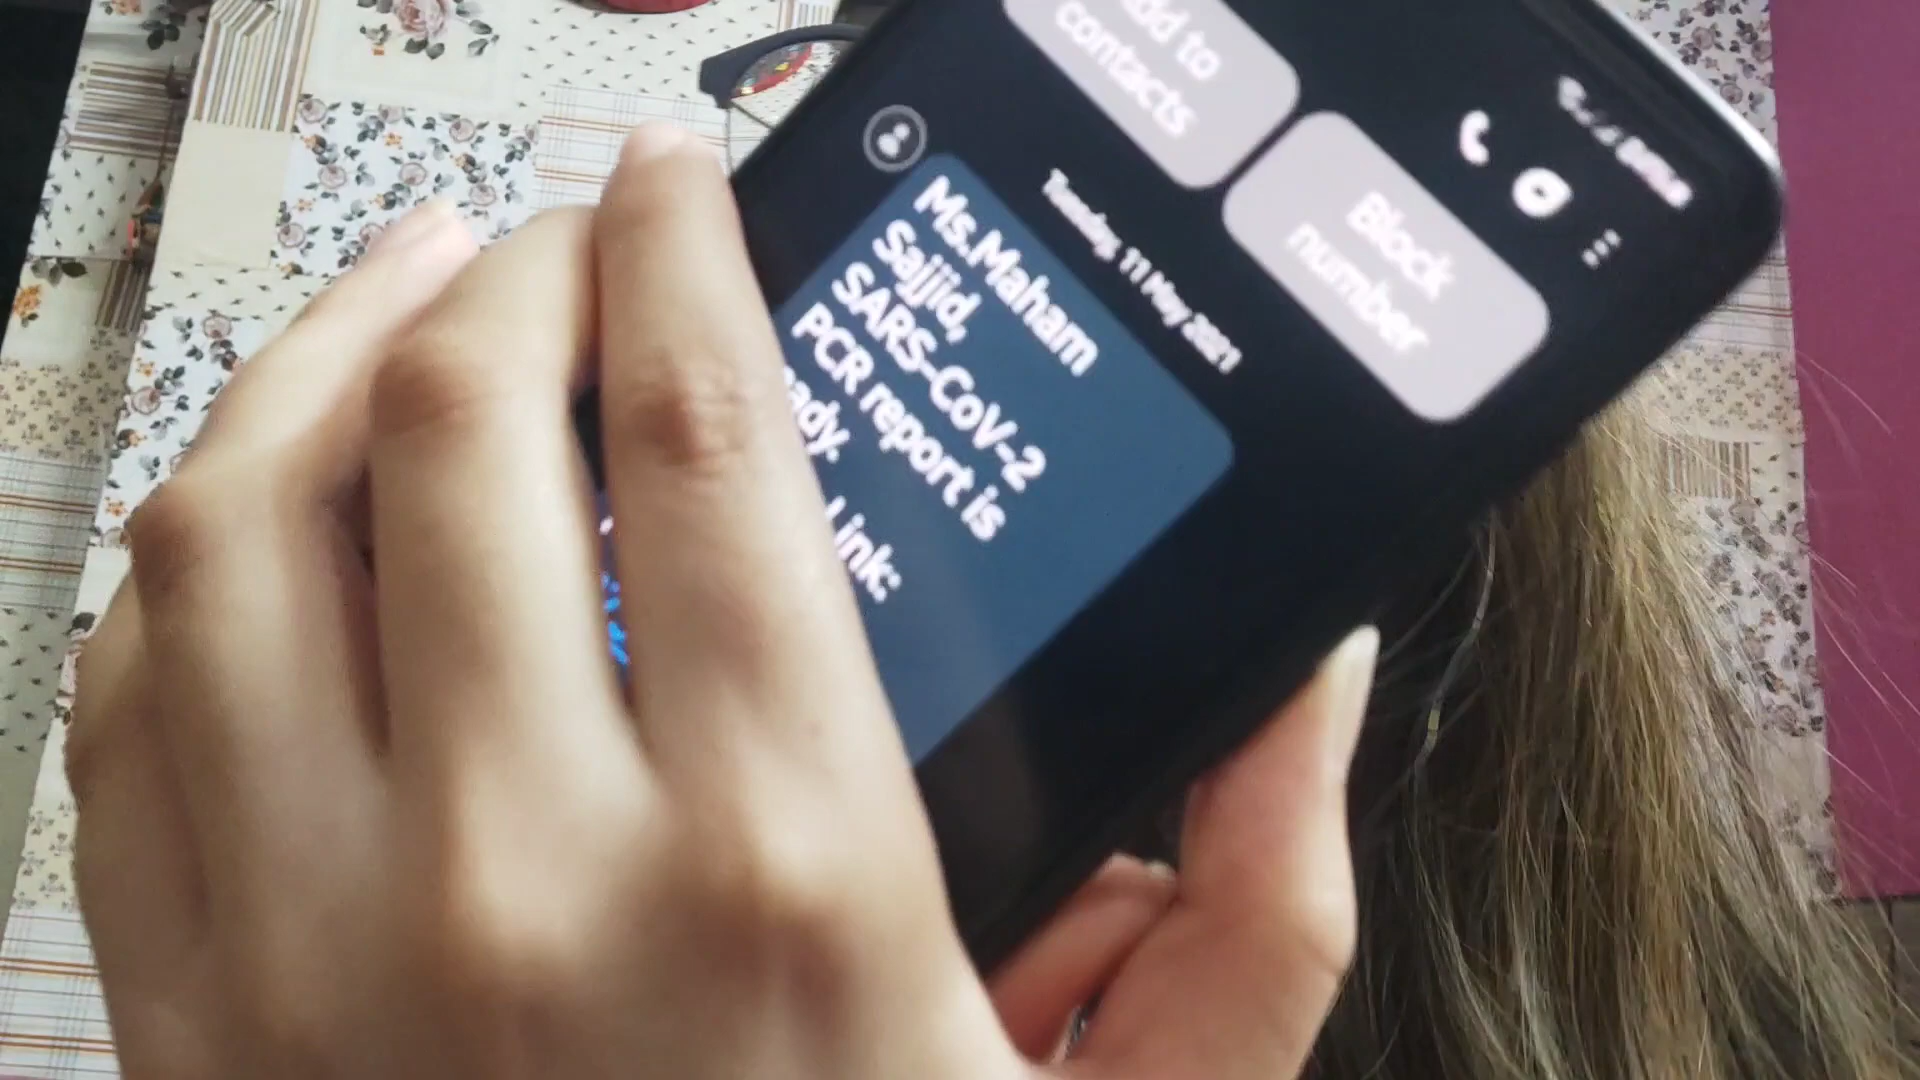 Add to
contacts
Block
number
Tuesday, 11 May 2021
Ms.Maham
Sajjid,
SARS-CoV-2
PCR report is
ady.
Link: